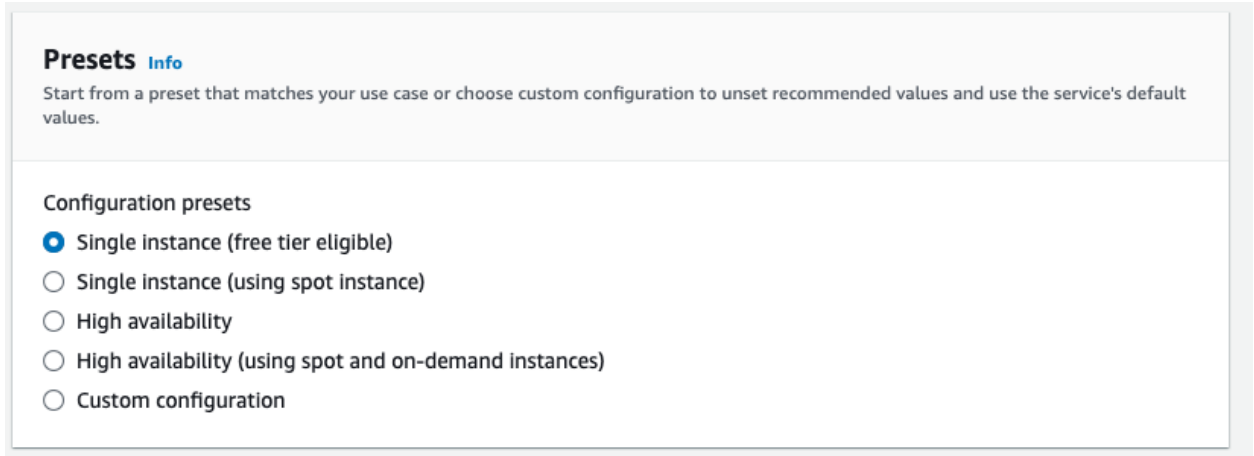 Presets Info
Start from a preset that matches your use case or choose custom configuration to unset recommended values and use the service's default
values.
Configuration presets
Single instance (free tier eligible)
Single instance (using spot instance)
High availability
High availability (using spot and on-demand instances)
Custom configuration